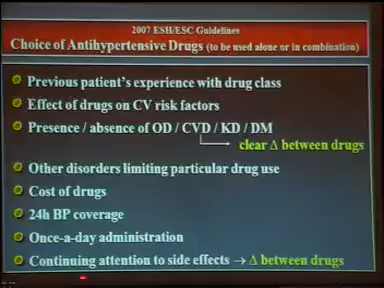 2007 ESH/ESC Guidelines
Choice of Antihypertensive Drugs (to be used alone or in combination)
Previous patient's experience with drug class
Effect of drugs on CV risk factors
Presence / absence of OD / CVD / KD / DM
clear Δ between drugs
Other disorders limiting particular drug use
Cost of drugs
24h BP coverage
Once-a-day administration
Continuing attention to side effects → Δ between drugs